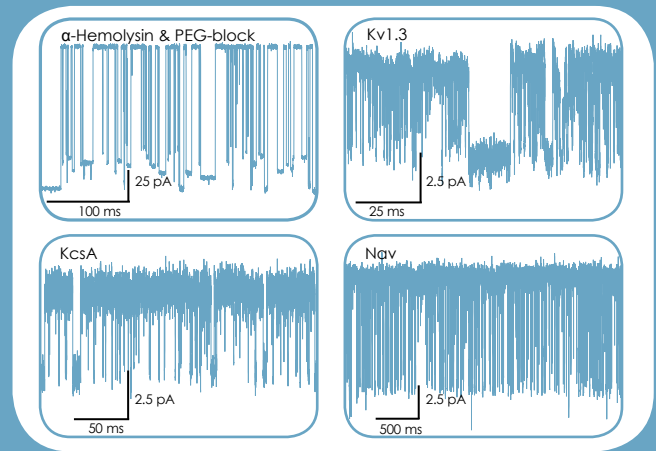 α-Hemolysin & PEG-block
25 pA
100 ms
Kv1.3
2.5 pA
25 ms
KcsA
2.5 pA
50 ms
Nav
2.5 pA
500 ms